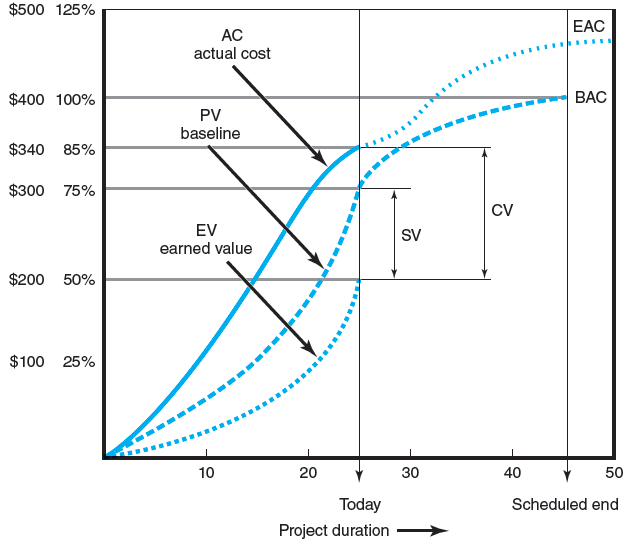 $500 125%
EAC
AC
actual cost
$400 100%
BAC
PV
baseline
$340 85%
$300 75%
CV
SV
EV
earned value
$200 50%
$100 25%
10 20 30 40 50
Today
Scheduled end
Project duration